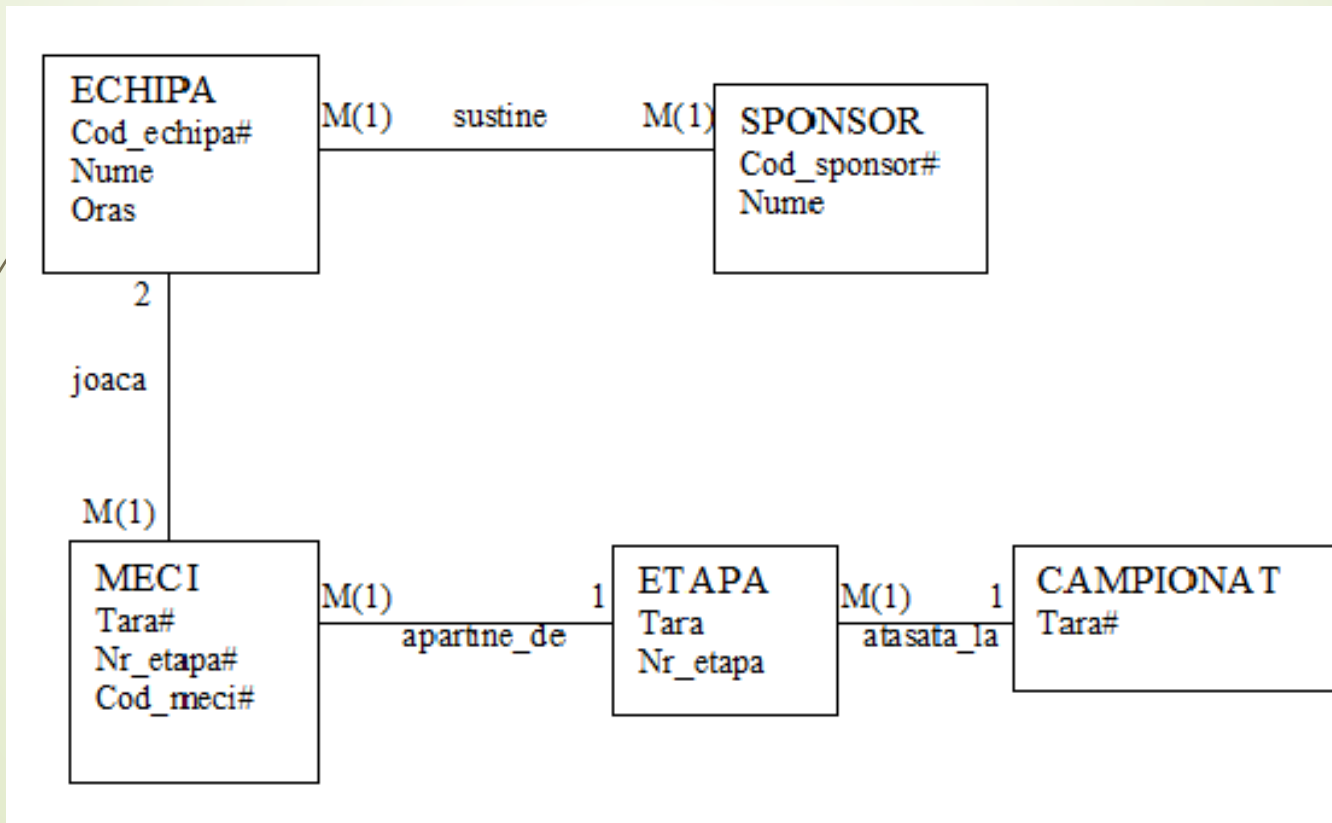 ECHIPA
Cod_echipa#
Nume
Oras
M(1) sustine M(1)
SPONSOR
Cod_sponsor#
Nume
2
joaca
M(1)
MECI
Tara#
Nr_etapa#
Cod_meci#
M(1) 1
apartine_de
ETAPA
Tara
Nr_etapa
M(1) 1
atasata_la
CAMPIONAT
Tara#